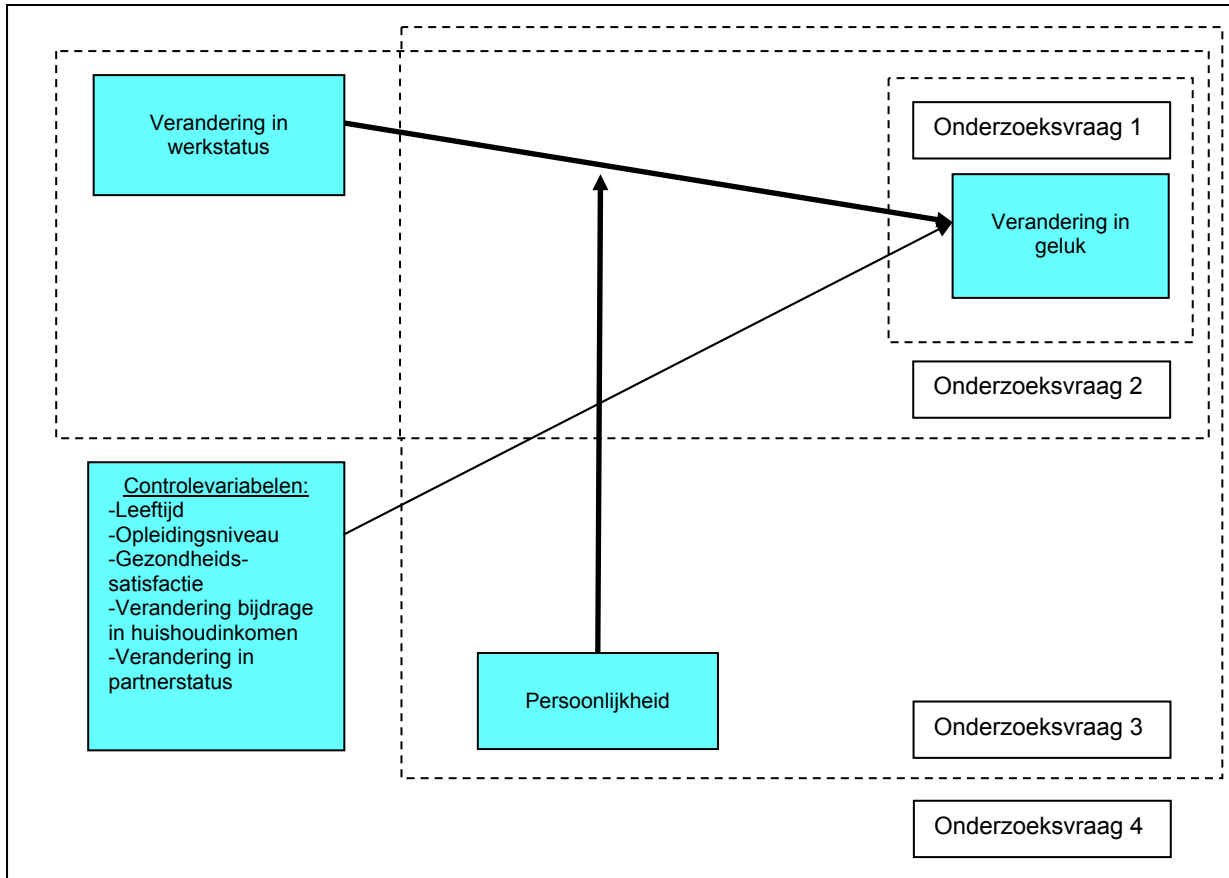 Verandering in
werkstatus
Onderzoeksvraag 1
Verandering in
geluk
Onderzoeksvraag 2
Controlevariabelen:
-Leeftijd
-Opleidingsniveau
-Gezondheids-
satisfactie
-Verandering bijdrage
in huishoudinkomen
-Verandering in
partnerstatus
Persoonlijkheid
Onderzoeksvraag 3
Onderzoeksvraag 4